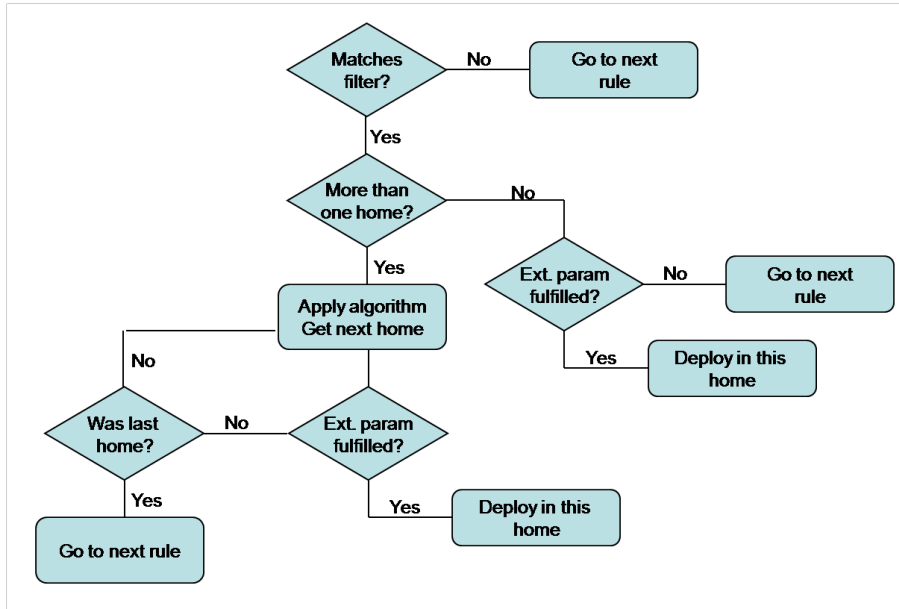 Matches
filter?
No
Go to next
rule
Yes
More than
one home?
No
Yes
Ext. param
fulfilled?
No
Go to next
rule
Apply algorithm
Get next home
Yes
Deploy in this
home
No
Was last
home?
No
Ext. param
fulfilled?
Yes
Yes
Deploy in this
home
Go to next rule